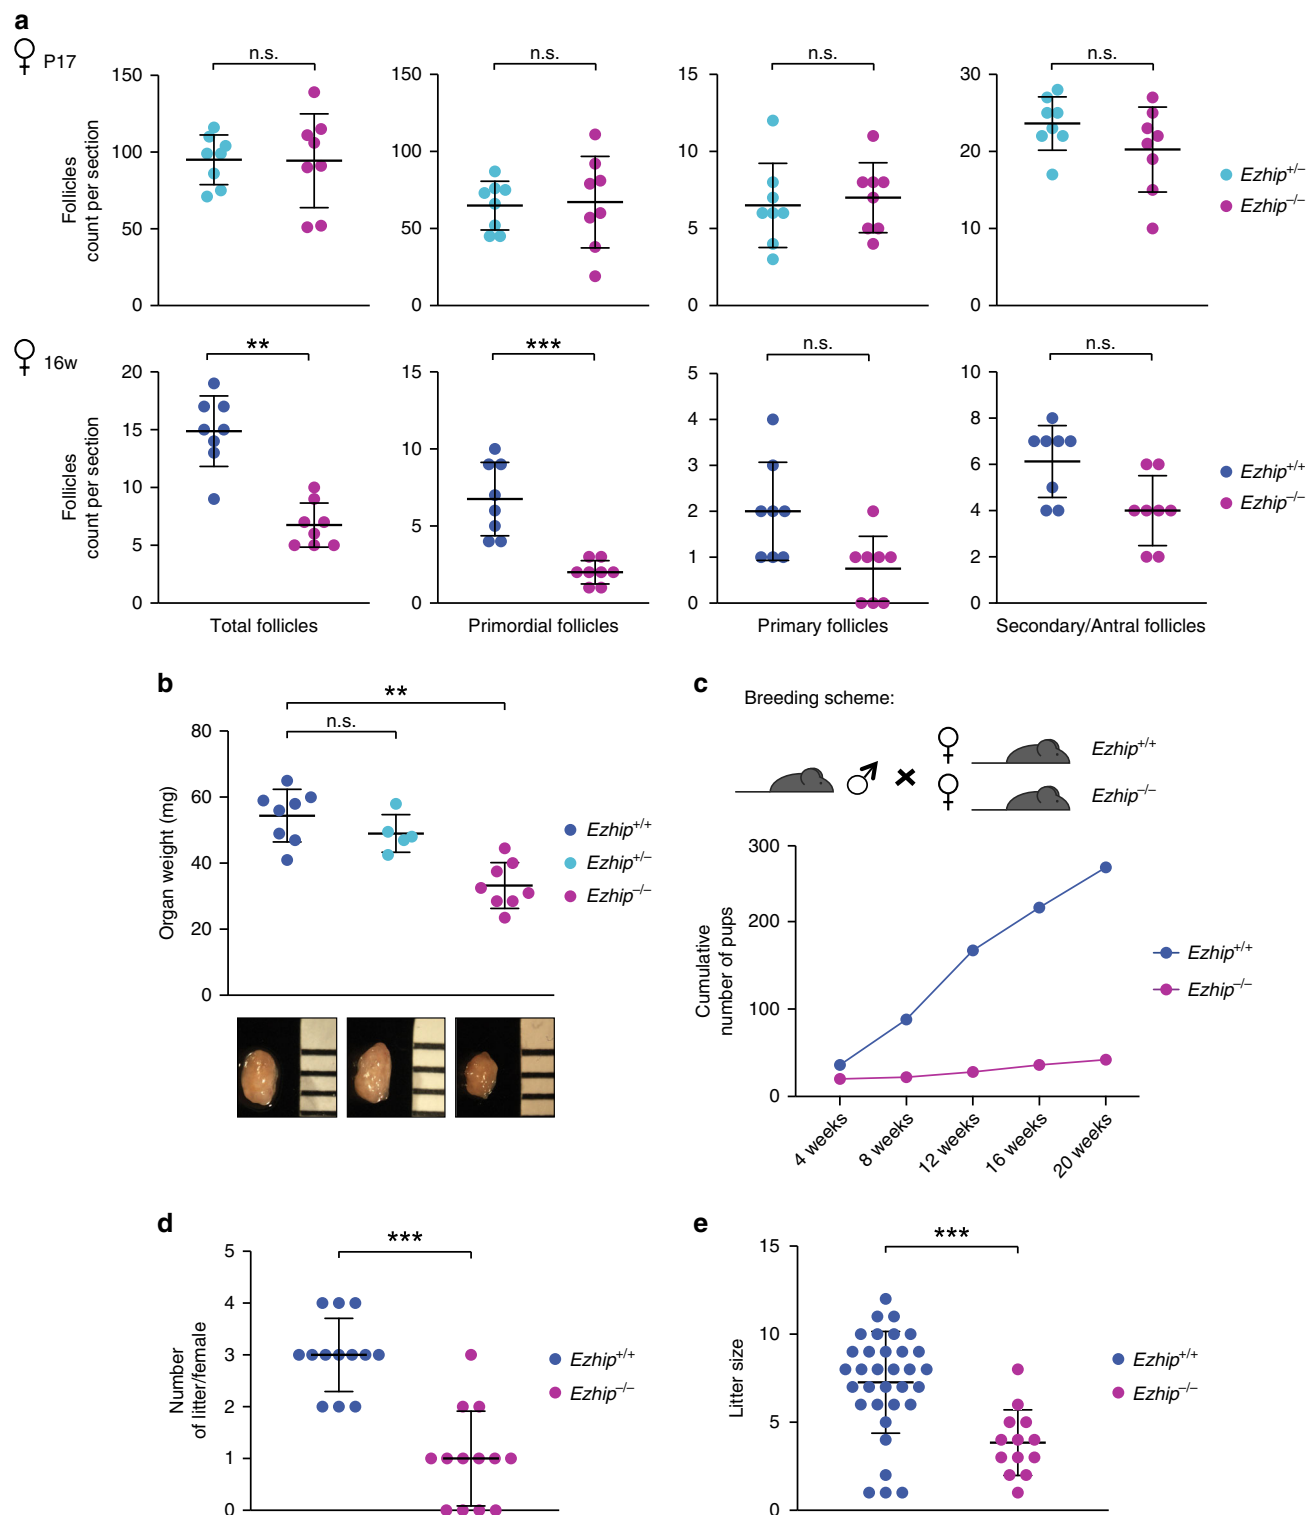 a
♀ P17
n.s. n.s. n.s. n.s.
Follicles
count per section
150 100 50 0
150 100 50 0
15 10 5 0
30 20 10 0
Ezhip+/–
Ezhip–/–
♀ 16w
** *** n.s. n.s.
Follicles
count per section
20 15 10 5 0
15 10 5 0
5 4 3 2 1 0
10 8 6 4 2 0
Ezhip+/+
Ezhip–/–
Total follicles Primordial follicles Primary follicles Secondary/Antral follicles
b
**
n.s.
Organ weight (mg)
80 60 40 20 0
Ezhip+/+
Ezhip+/–
Ezhip–/–
c
Breeding scheme:
♂ × ♀ Ezhip+/+
♀ Ezhip–/–
Cumulative
number of pups
300 200 100 0
Ezhip+/+
Ezhip–/–
4 weeks 8 weeks 12 weeks 16 weeks 20 weeks
d
***
Number
of litter/female
5 4 3 2 1 0
Ezhip+/+
Ezhip–/–
e
***
Litter size
15 10 5 0
Ezhip+/+
Ezhip–/–